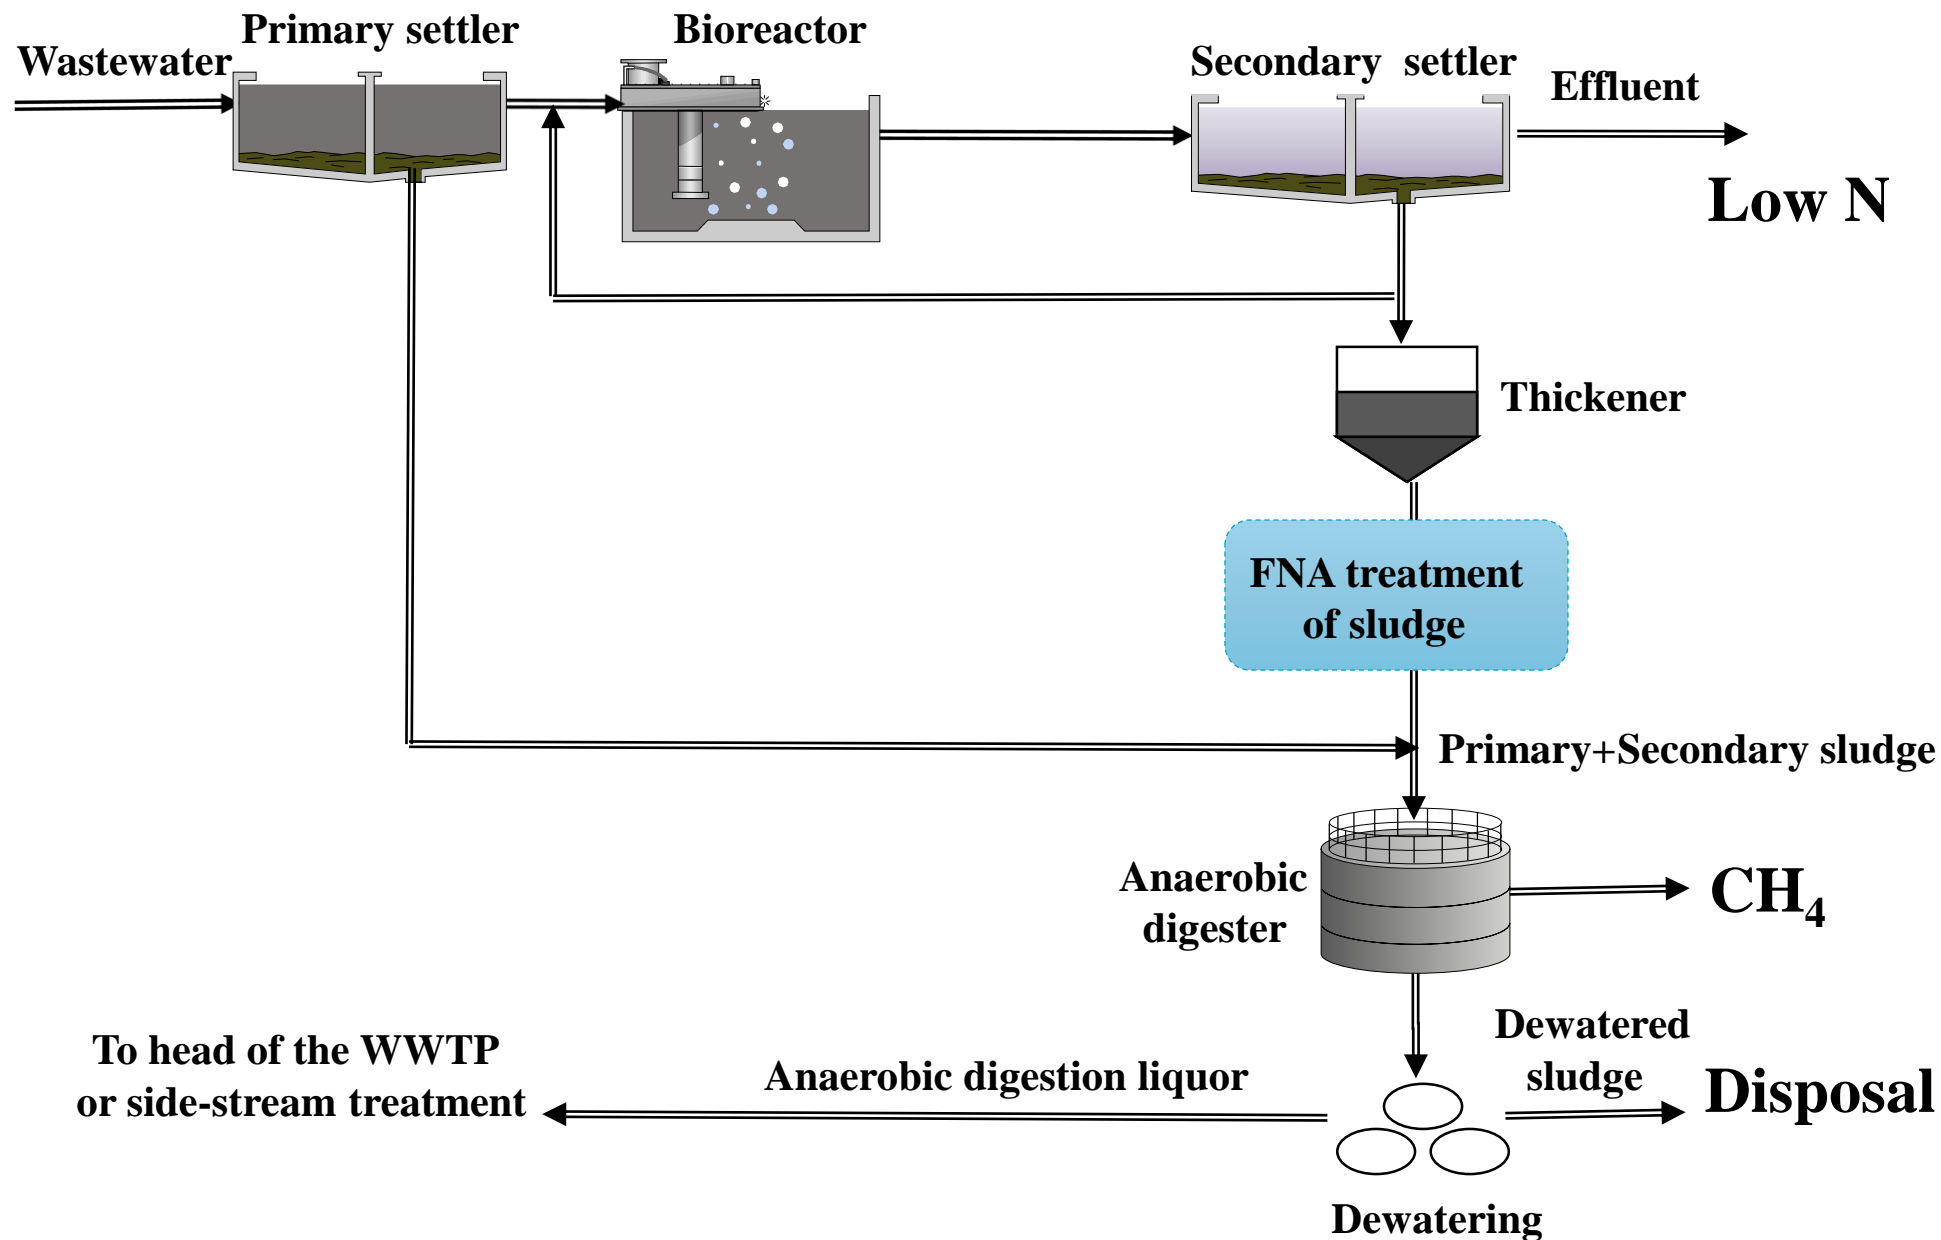 Primary settler
Bioreactor
Wastewater
Secondary settler
Effluent
Low N
Thickener
FNA treatment
of sludge
Primary+Secondary sludge
Anaerobic
digester
CH₄
To head of the WWTP
or side-stream treatment
Anaerobic digestion liquor
Dewatered
sludge
Disposal
Dewatering